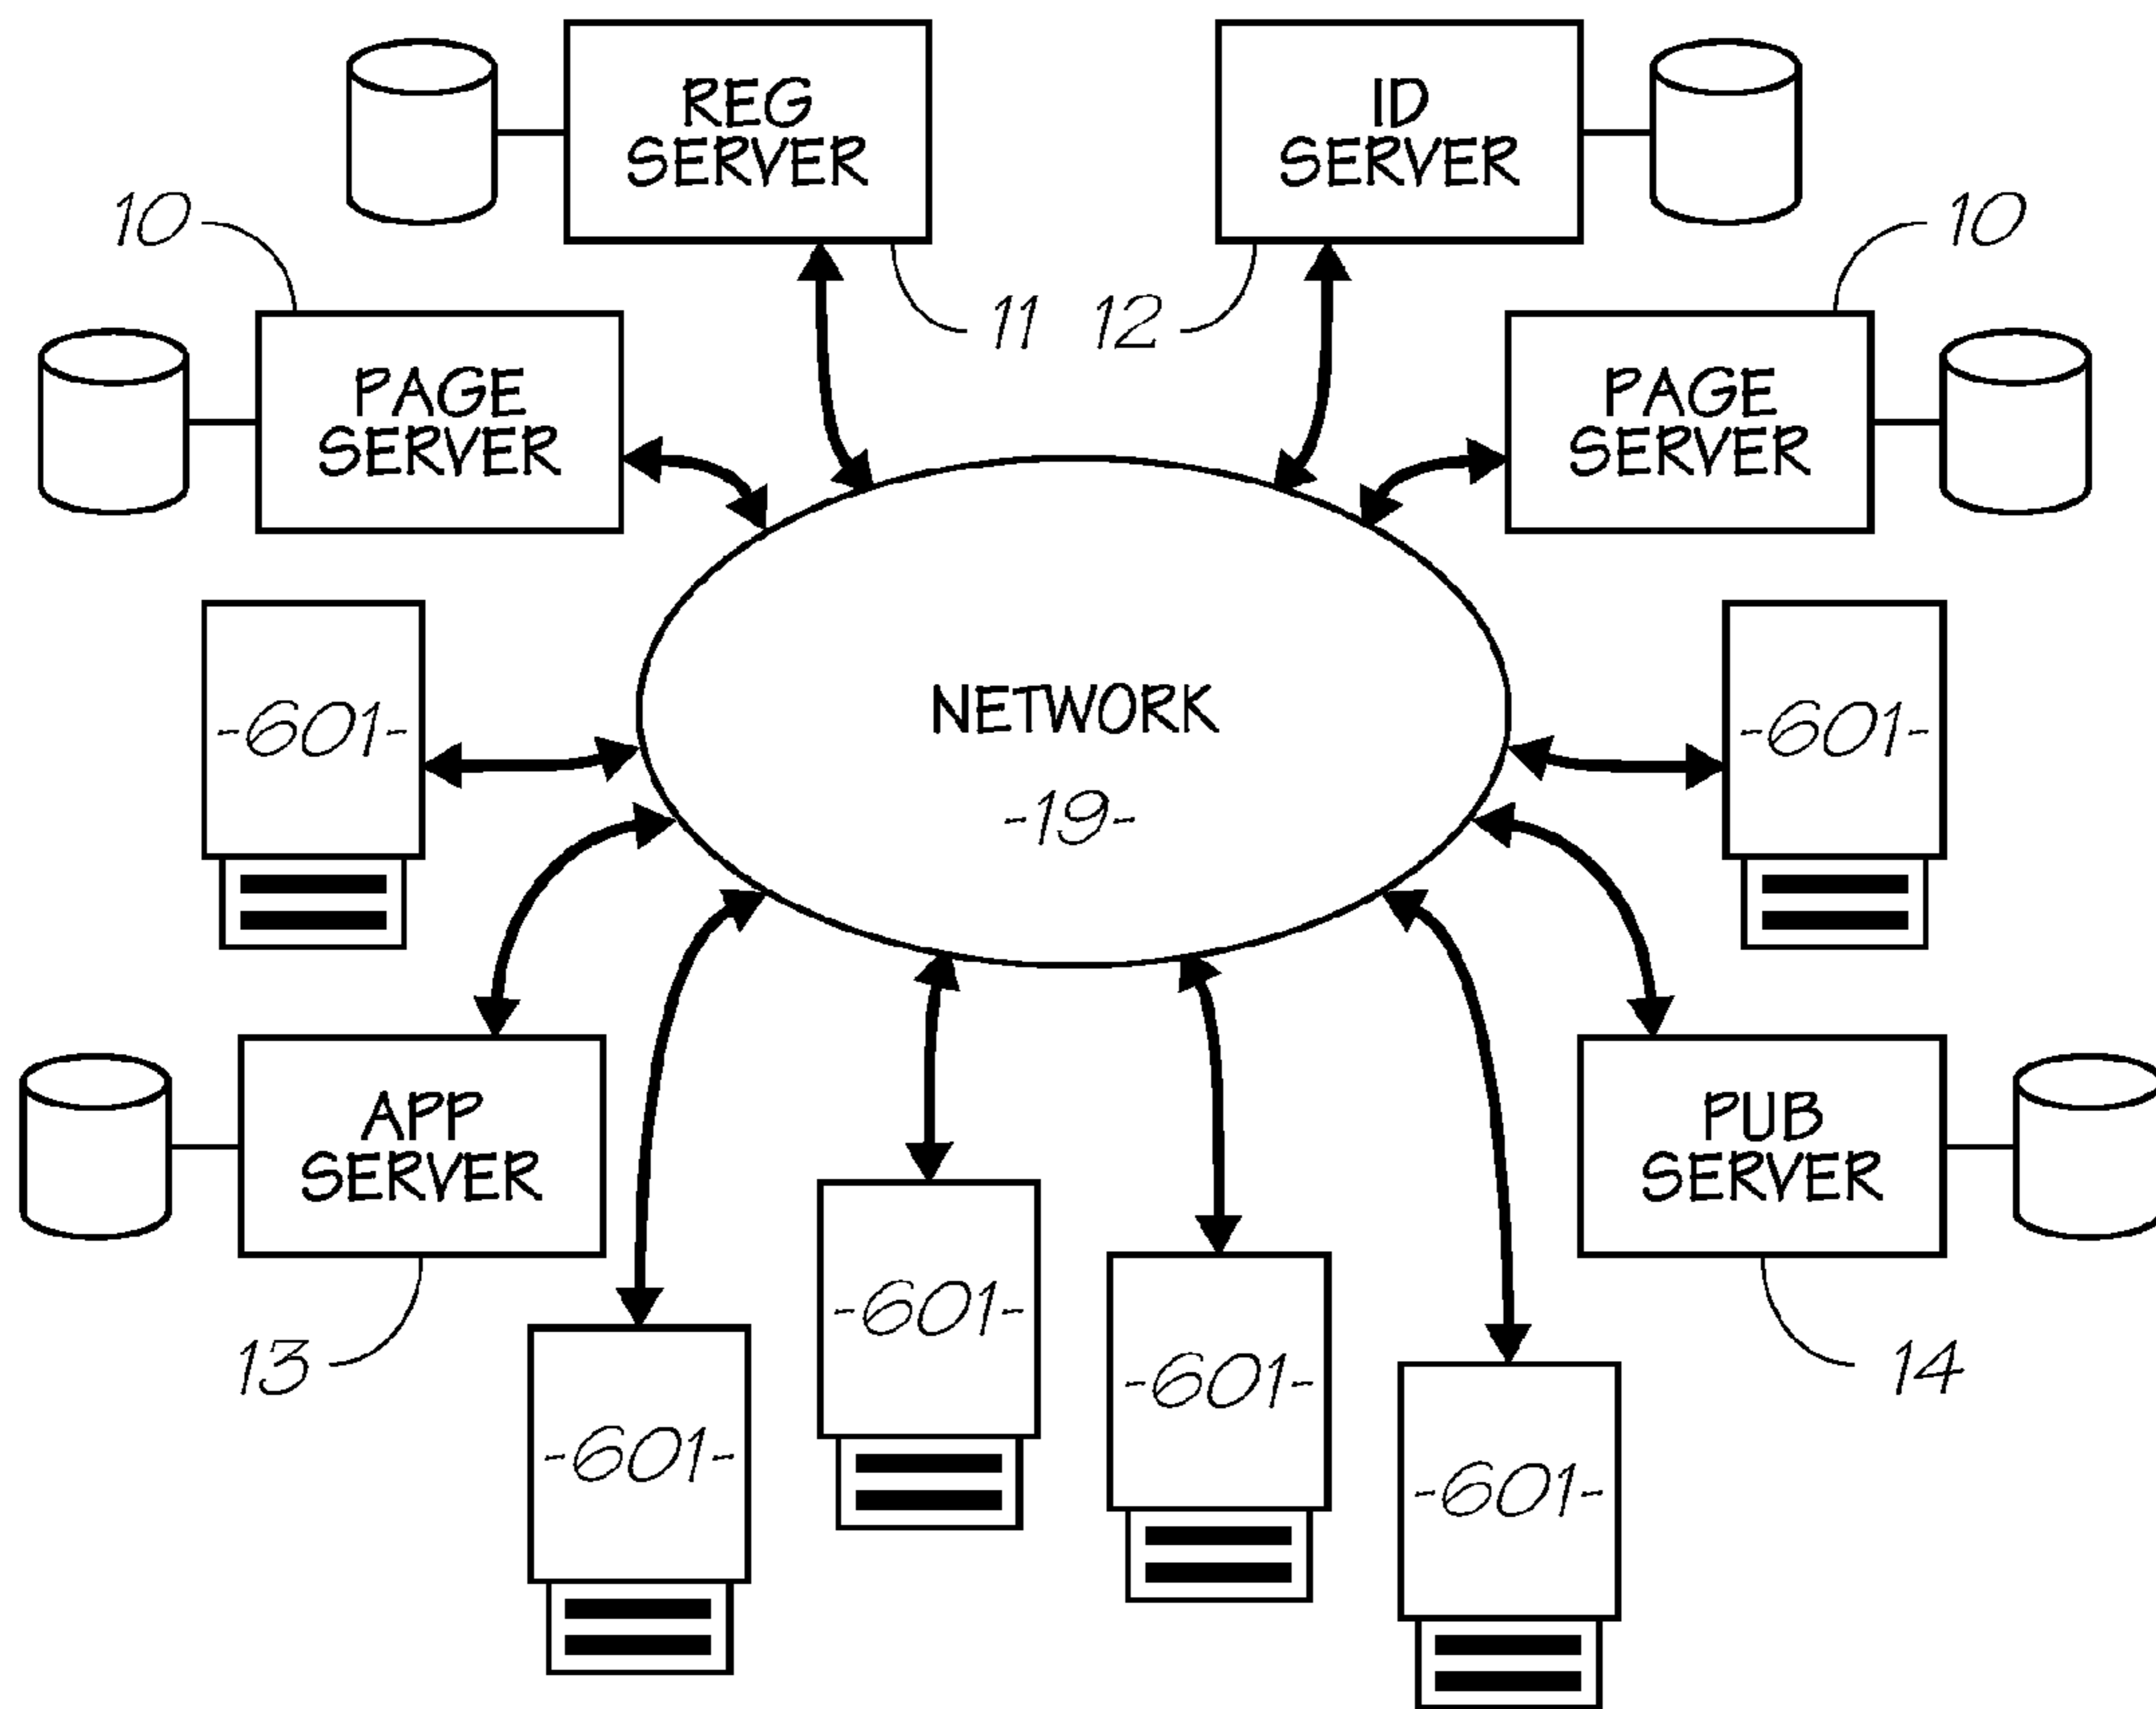 REG
SERVER
ID
SERVER
10
10
11
12
PAGE
SERVER
PAGE
SERVER
-601-
NETWORK
-19-
-601-
APP
SERVER
PUB
SERVER
13
-601-
-601-
-601-
-601-
14